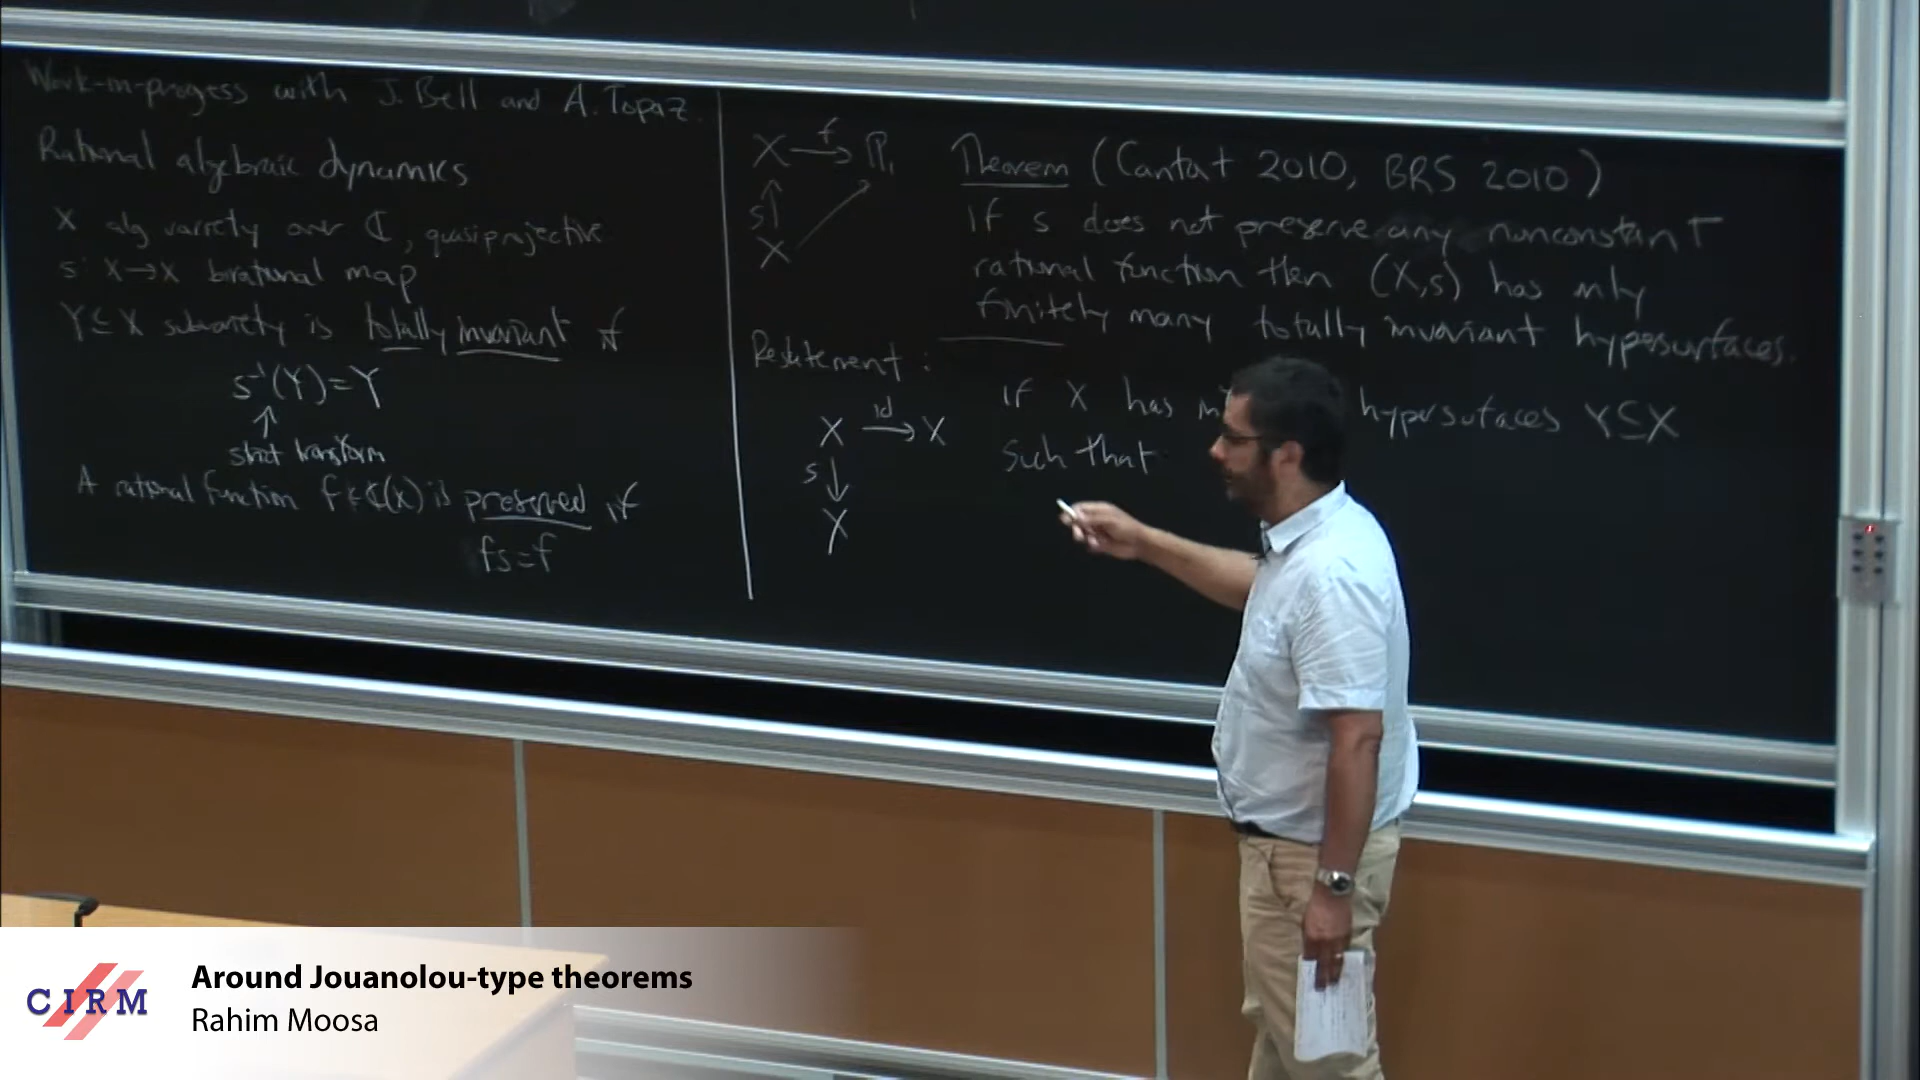 Work-in-progess with J. Bell and A. Topaz.
Rational algebraic dynamics
X alg variety over ℂ, quasiprojective
s: X→X birational map
Y⊆X subvariety is totally invariant if
s⁻¹(Y)=Y
↑
strict transform
A rational function f∈ℂ(X) is preserved if
fs=f
X →f ℙ₁
s ↑
X
Theorem (Cantat 2010, BRS 2010)
If s does not preserve any nonconstant
rational function then (X,s) has only
finitely many totally invariant hypersurfaces.
Restatement:
X →id X
s ↓
X
If X has hypersufaces Y⊆X
such that
CIRM
Around Jouanolou-type theorems
Rahim Moosa